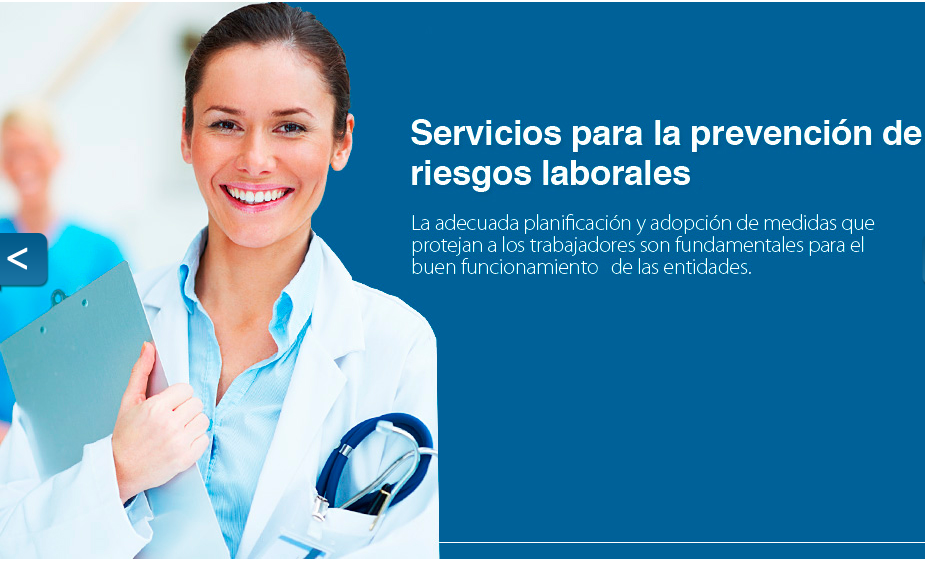 Servicios para la prevención de
riesgos laborales
La adecuada planificación y adopción de medidas que
protejan a los trabajadores son fundamentales para el
buen funcionamiento de las entidades.
<